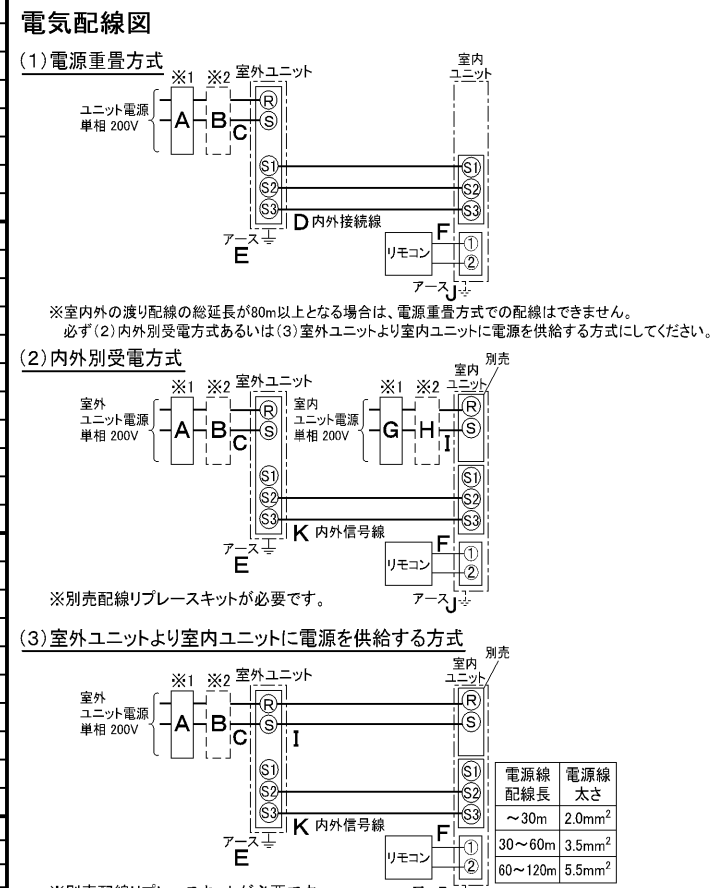 電気配線図
(1)電源重畳方式
※1 ※2 室外ユニット
室内
ユニット
ユニット電源
単相 200V
A B C
R
S
S1 S1
S2 S2
S3 S3
D 内外接続線
アース
E
リモコン
F
①
②
アース J
※室内外の渡り配線の総延長が80m以上となる場合は、電源重畳方式での配線はできません。
必ず(2)内外別受電方式あるいは(3)室外ユニットより室内ユニットに電源を供給する方式にしてください。
(2)内外別受電方式
別売
※1 ※2 室外ユニット
※1 ※2 室内
ユニット
室外
ユニット電源
単相 200V
A B C
R
S
室内
ユニット電源
単相 200V
G H I
R
S
S1 S1
S2 S2
S3 S3
K 内外信号線
アース
E
リモコン
F
①
②
アース J
※別売配線リプレースキットが必要です。
(3)室外ユニットより室内ユニットに電源を供給する方式
別売
※1 ※2 室外ユニット
室内
ユニット
室外
ユニット電源
単相 200V
A B C
R R
S S
I
S1 S1
S2 S2
S3 S3
K 内外信号線
アース
E
リモコン
F
①
②
電源線配線長 電源線太さ
～30m 2.0mm²
30～60m 3.5mm²
60～120m 5.5mm²